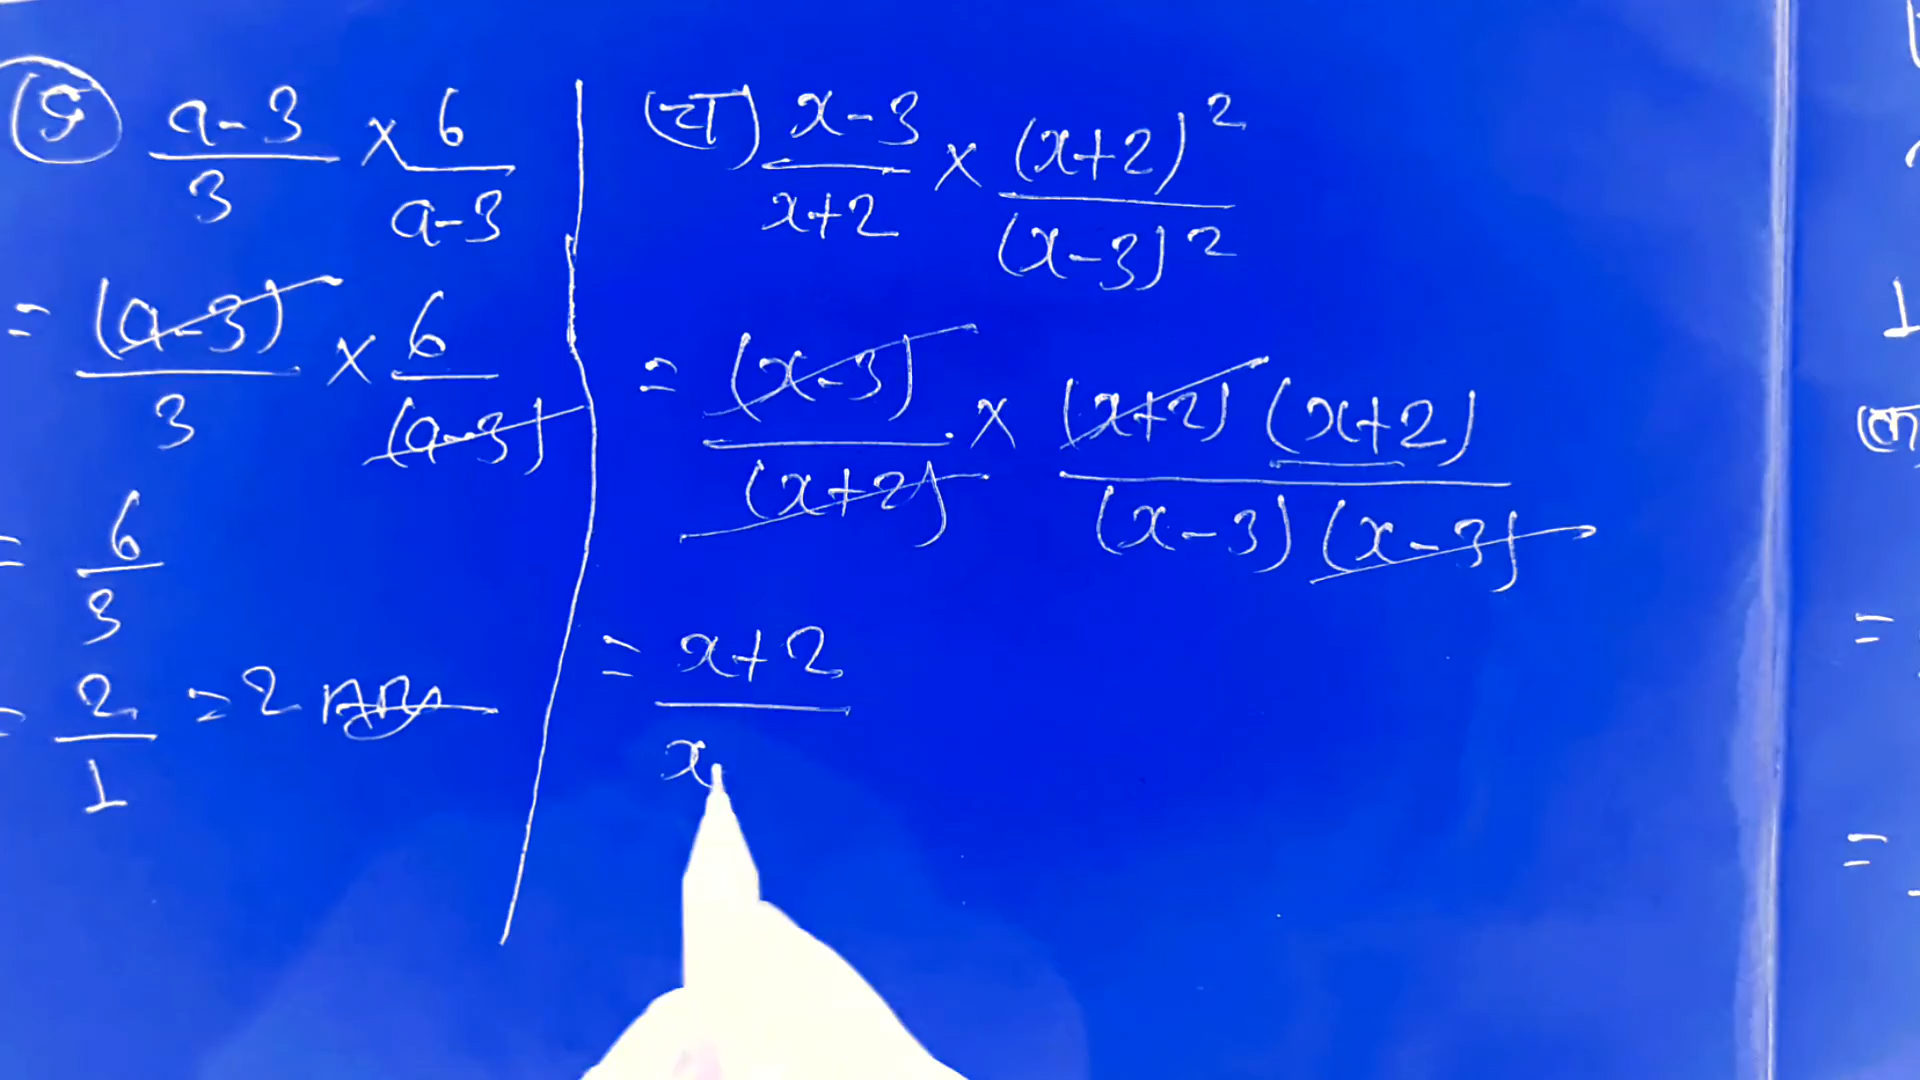 (ङ) (a-3)/3 × 6/(a-3)
= (a-3)/3 × 6/(a-3)
= 6/3
= 2/1 = 2 Ans
(च) (x-3)/(x+2) × (x+2)²/(x-3)²
= (x-3)/(x+2) × (x+2)(x+2)/(x-3)(x-3)
= x+2/x
1
=
=